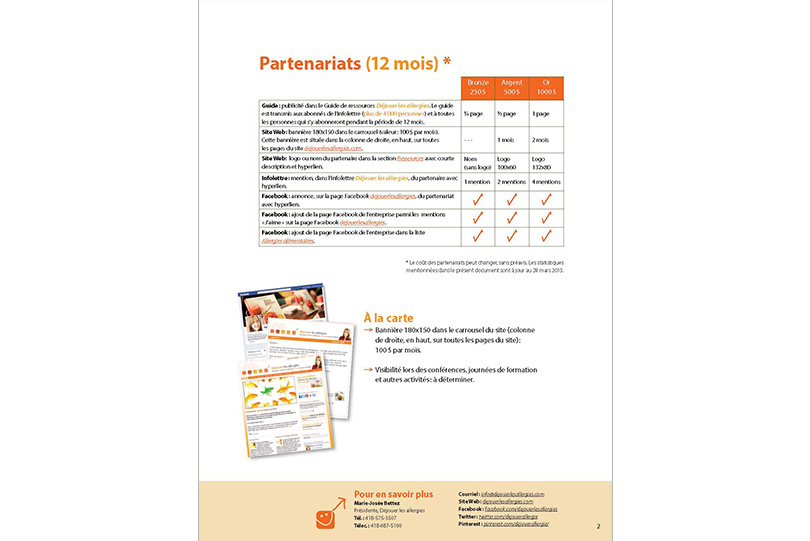 Partenariats (12 mois) *
Bronze Argent Or
250 $ 500 $ 1000 $
Guide : publicité dans le Guide de ressources Déjouer les allergies. Le guide
est transmis aux abonnés de l'infolettre (plus de 4 000 personnes) et à toutes
les personnes qui s'y abonneront pendant la période de 12 mois.
¼ page ½ page 1 page
Site Web : bannière 180x150 dans le carrousel (valeur : 100 $ par mois).
Cette bannière est située dans la colonne de droite, en haut, sur toutes
les pages du site dejouerlesallergies.com.
- - - 1 mois 2 mois
Site Web : logo ou nom du partenaire dans la section Ressources avec courte
description et hyperlien.
Nom Logo Logo
(sans logo) 100x60 132x80
Infolettre : mention, dans l'infolettre Déjouer les allergies, du partenaire avec
hyperlien.
1 mention 2 mentions 4 mentions
Facebook : annonce, sur la page Facebook dejouerlesallergies, du partenariat
avec hyperlien.
Facebook : ajout de la page Facebook de l'entreprise parmi les mentions
« J'aime » sur la page Facebook dejouerlesallergies.
Facebook : ajout de la page Facebook de l'entreprise dans la liste
Allergies alimentaires.
* Le coût des partenariats peut changer, sans préavis. Les statistiques
mentionnées dans le présent document sont à jour au 28 mars 2013.
À la carte
→ Bannière 180x150 dans le carrousel du site (colonne
de droite, en haut, sur toutes les pages du site) :
100 $ par mois.
→ Visibilité lors des conférences, journées de formation
et autres activités : à déterminer.
Pour en savoir plus
Marie-Josée Bettez
Présidente, Déjouer les allergies
Tél. : 418-575-3507
Téléc. : 418-687-5100
Courriel : info@dejouerlesallergies.com
Site Web : dejouerlesallergies.com
Facebook : facebook.com/dejouerlesallergies
Twitter : twitter.com/dejouerallergie
Pinterest : pinterest.com/dejouerallergie/
2